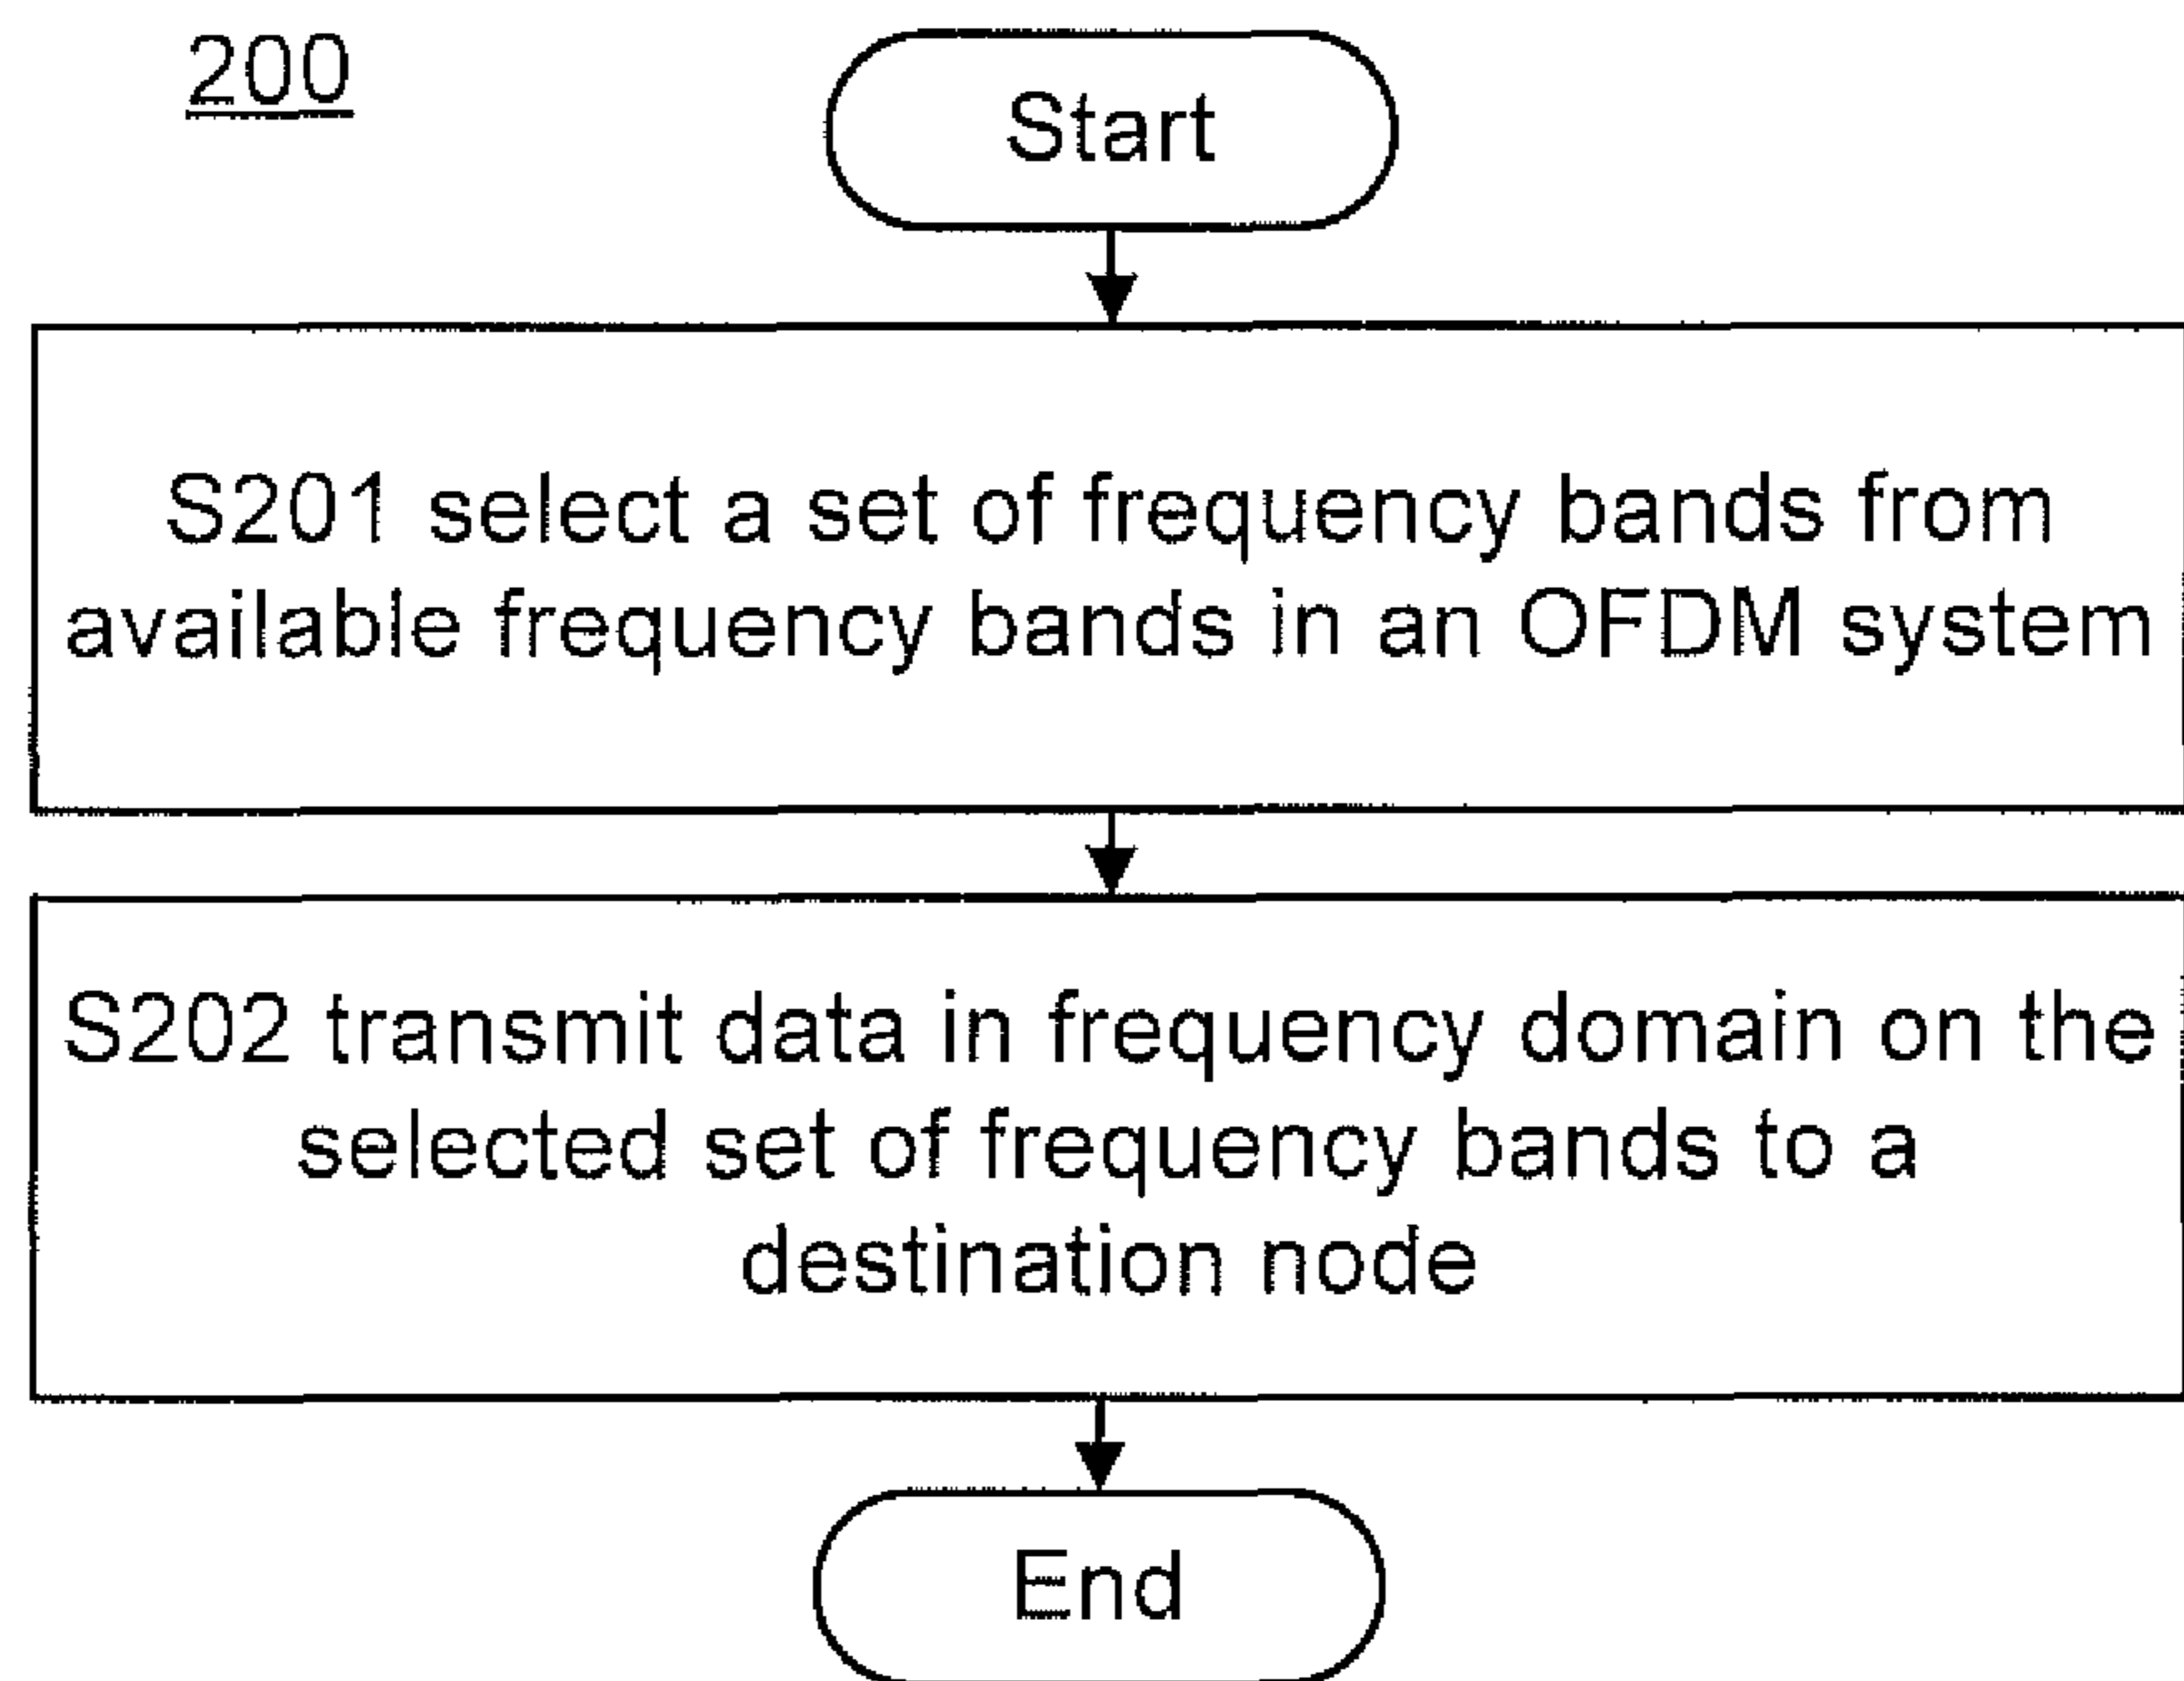 200
Start
S201 select a set of frequency bands from
available frequency bands in an OFDM system
S202 transmit data in frequency domain on the
selected set of frequency bands to a
destination node
End